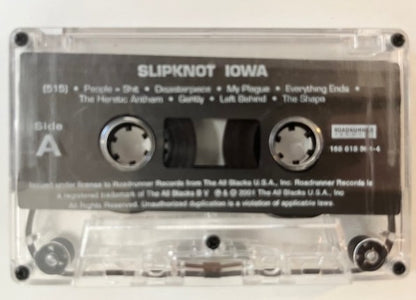 SLIPKNOT IOWA
(515) • People = Shit • Disasterpiece • My Plague • Everything Ends •
The Heretic Anthem • Gently • Left Behind • The Shape
Side
A
ROADRUNNER
RECORDS
168 618
Issued under license to Roadrunner Records from The All Blacks U.S.A., Inc. Roadrunner Records is
a registered trademark of The All Blacks B.V. ℗ & © 2001 The All Blacks U.S.A., Inc
All Rights Reserved. Unauthorized duplication is a violation of applicable laws.